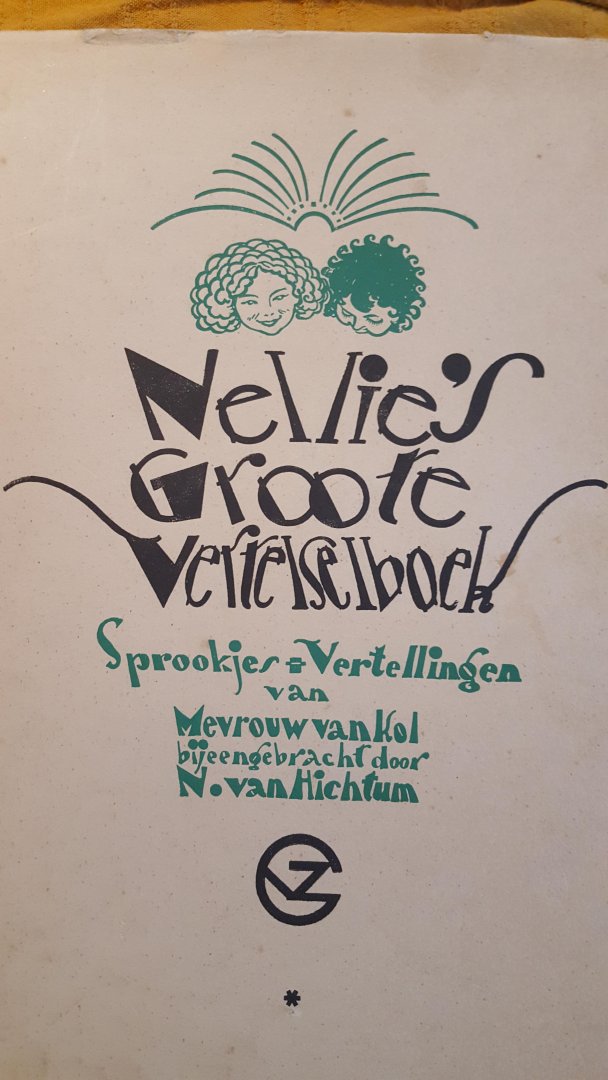 Nellie's
Groote
Vertelselboek
Sprookjes = Vertellingen
van
Mevrouw van Kol
bijeengebracht door
N. van Hichtum
*